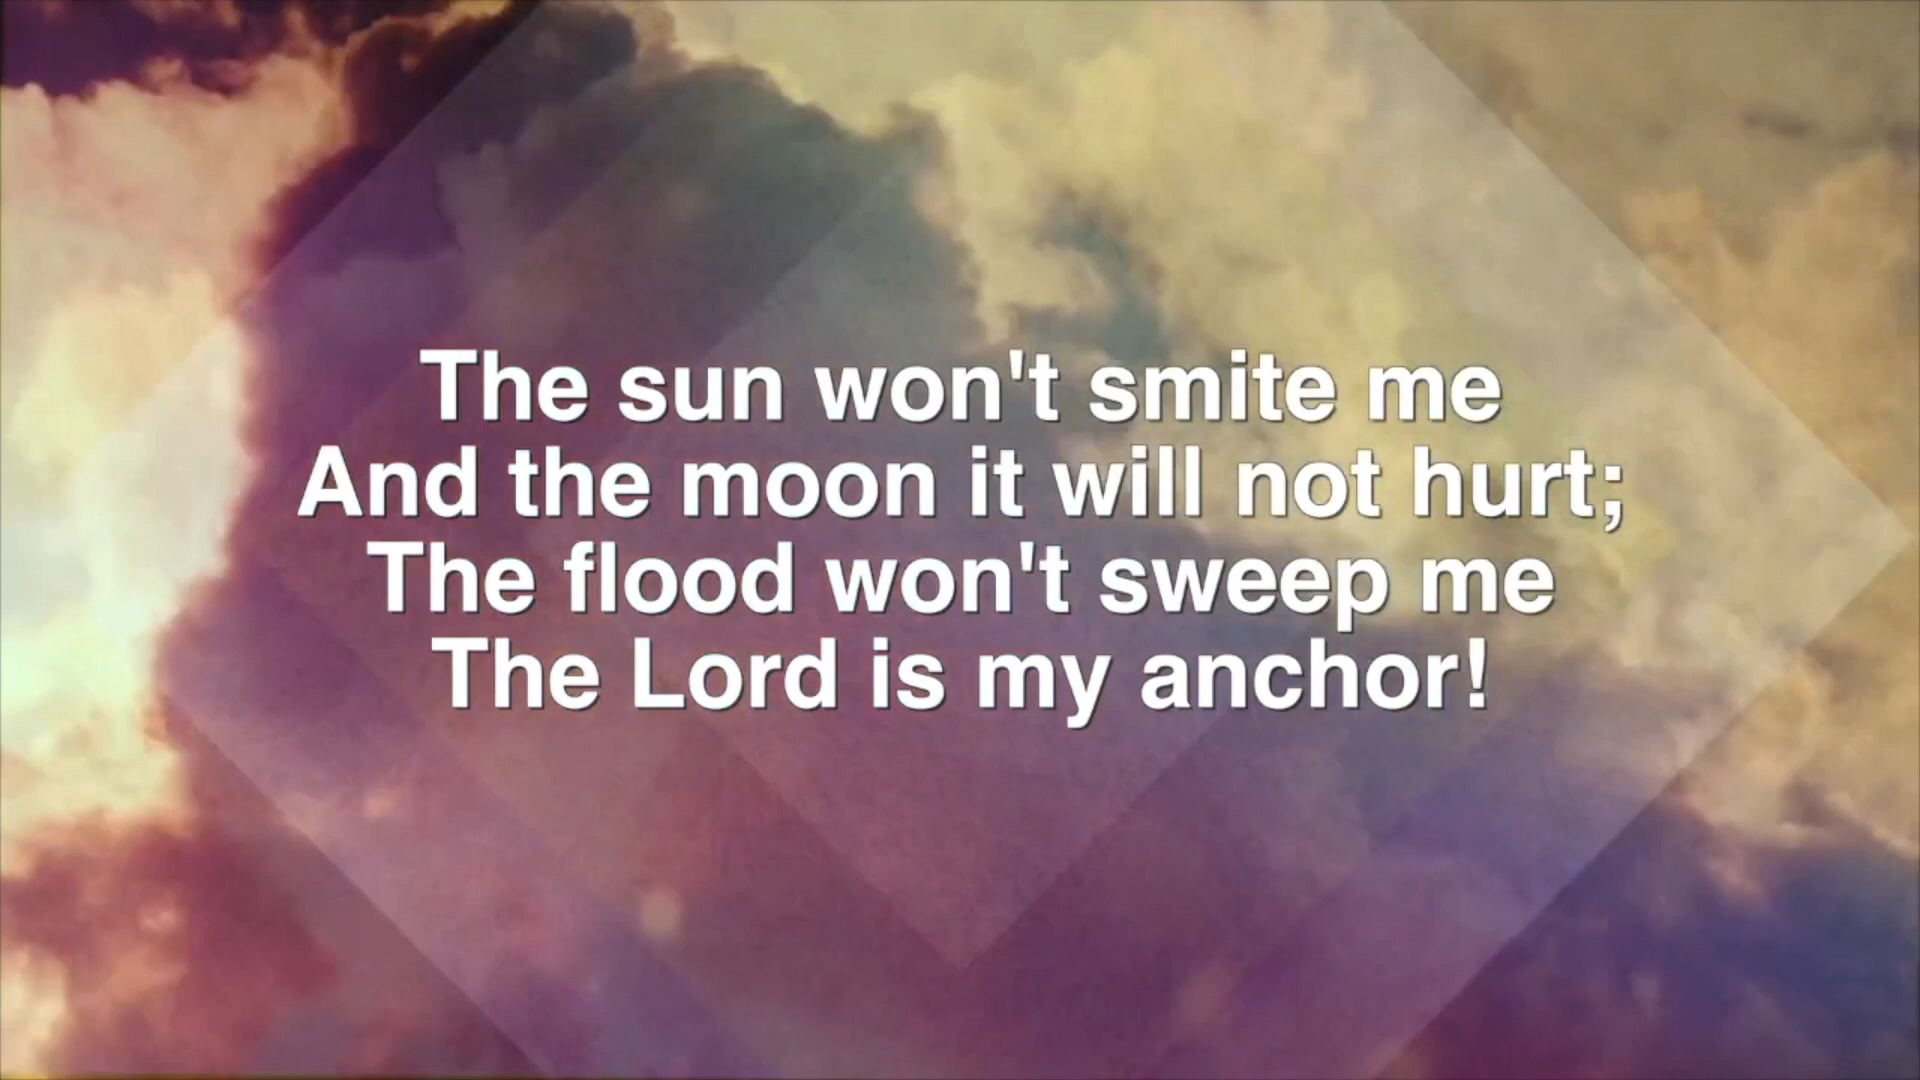 The sun won't smite me
And the moon it will not hurt;
The flood won't sweep me
The Lord is my anchor!